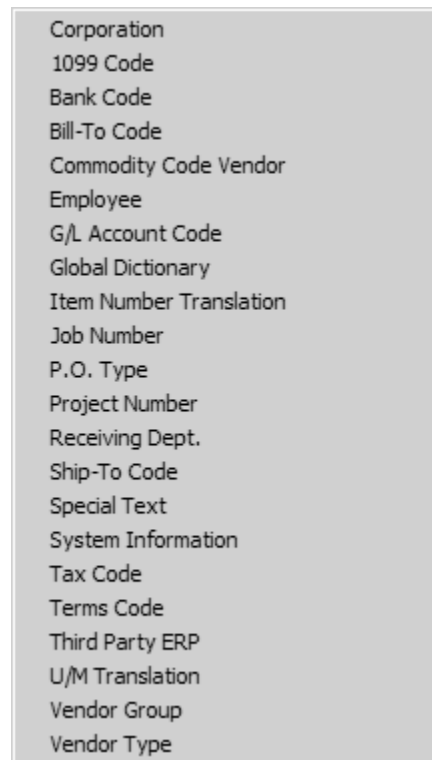 Corporation
1099 Code
Bank Code
Bill-To Code
Commodity Code Vendor
Employee
G/L Account Code
Global Dictionary
Item Number Translation
Job Number
P.O. Type
Project Number
Receiving Dept.
Ship-To Code
Special Text
System Information
Tax Code
Terms Code
Third Party ERP
U/M Translation
Vendor Group
Vendor Type